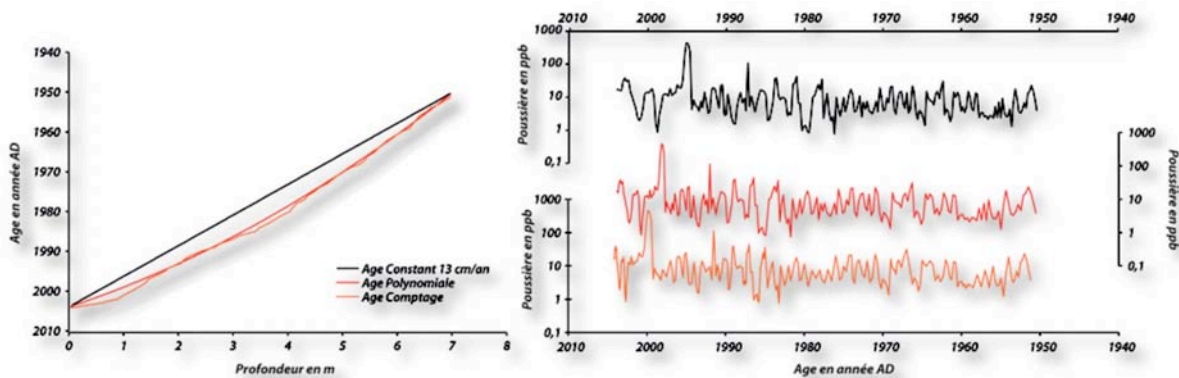 1940
1950
1960
1970
1980
1990
2000
2010
Age en année AD
0 1 2 3 4 5 6 7 8
Profondeur en m
Age Constant 13 cm/an
Age Polynomiale
Age Comptage
2010 2000 1990 1980 1970 1960 1950 1940
1000
100
10
1
0,1
Poussière en ppb
1000
100
10
1
0,1
Poussière en ppb
1000
100
10
1
0,1
Poussière en ppb
2010 2000 1990 1980 1970 1960 1950 1940
Age en année AD